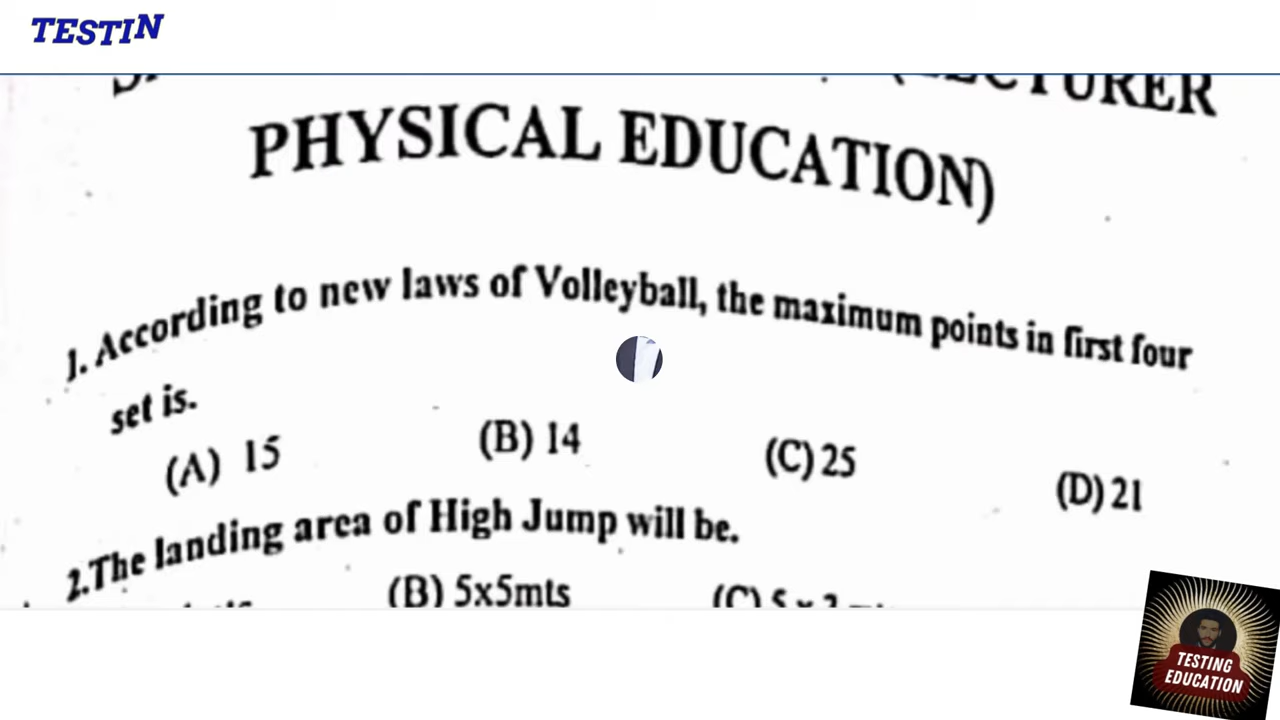 TESTIN
LECTURER
PHYSICAL EDUCATION)
1. According to new laws of Volleyball, the maximum points in first four
set is.
(A) 15 (B) 14 (C) 25 (D) 21
2.The landing area of High Jump will be.
(B) 5x5mts
TESTING
EDUCATION